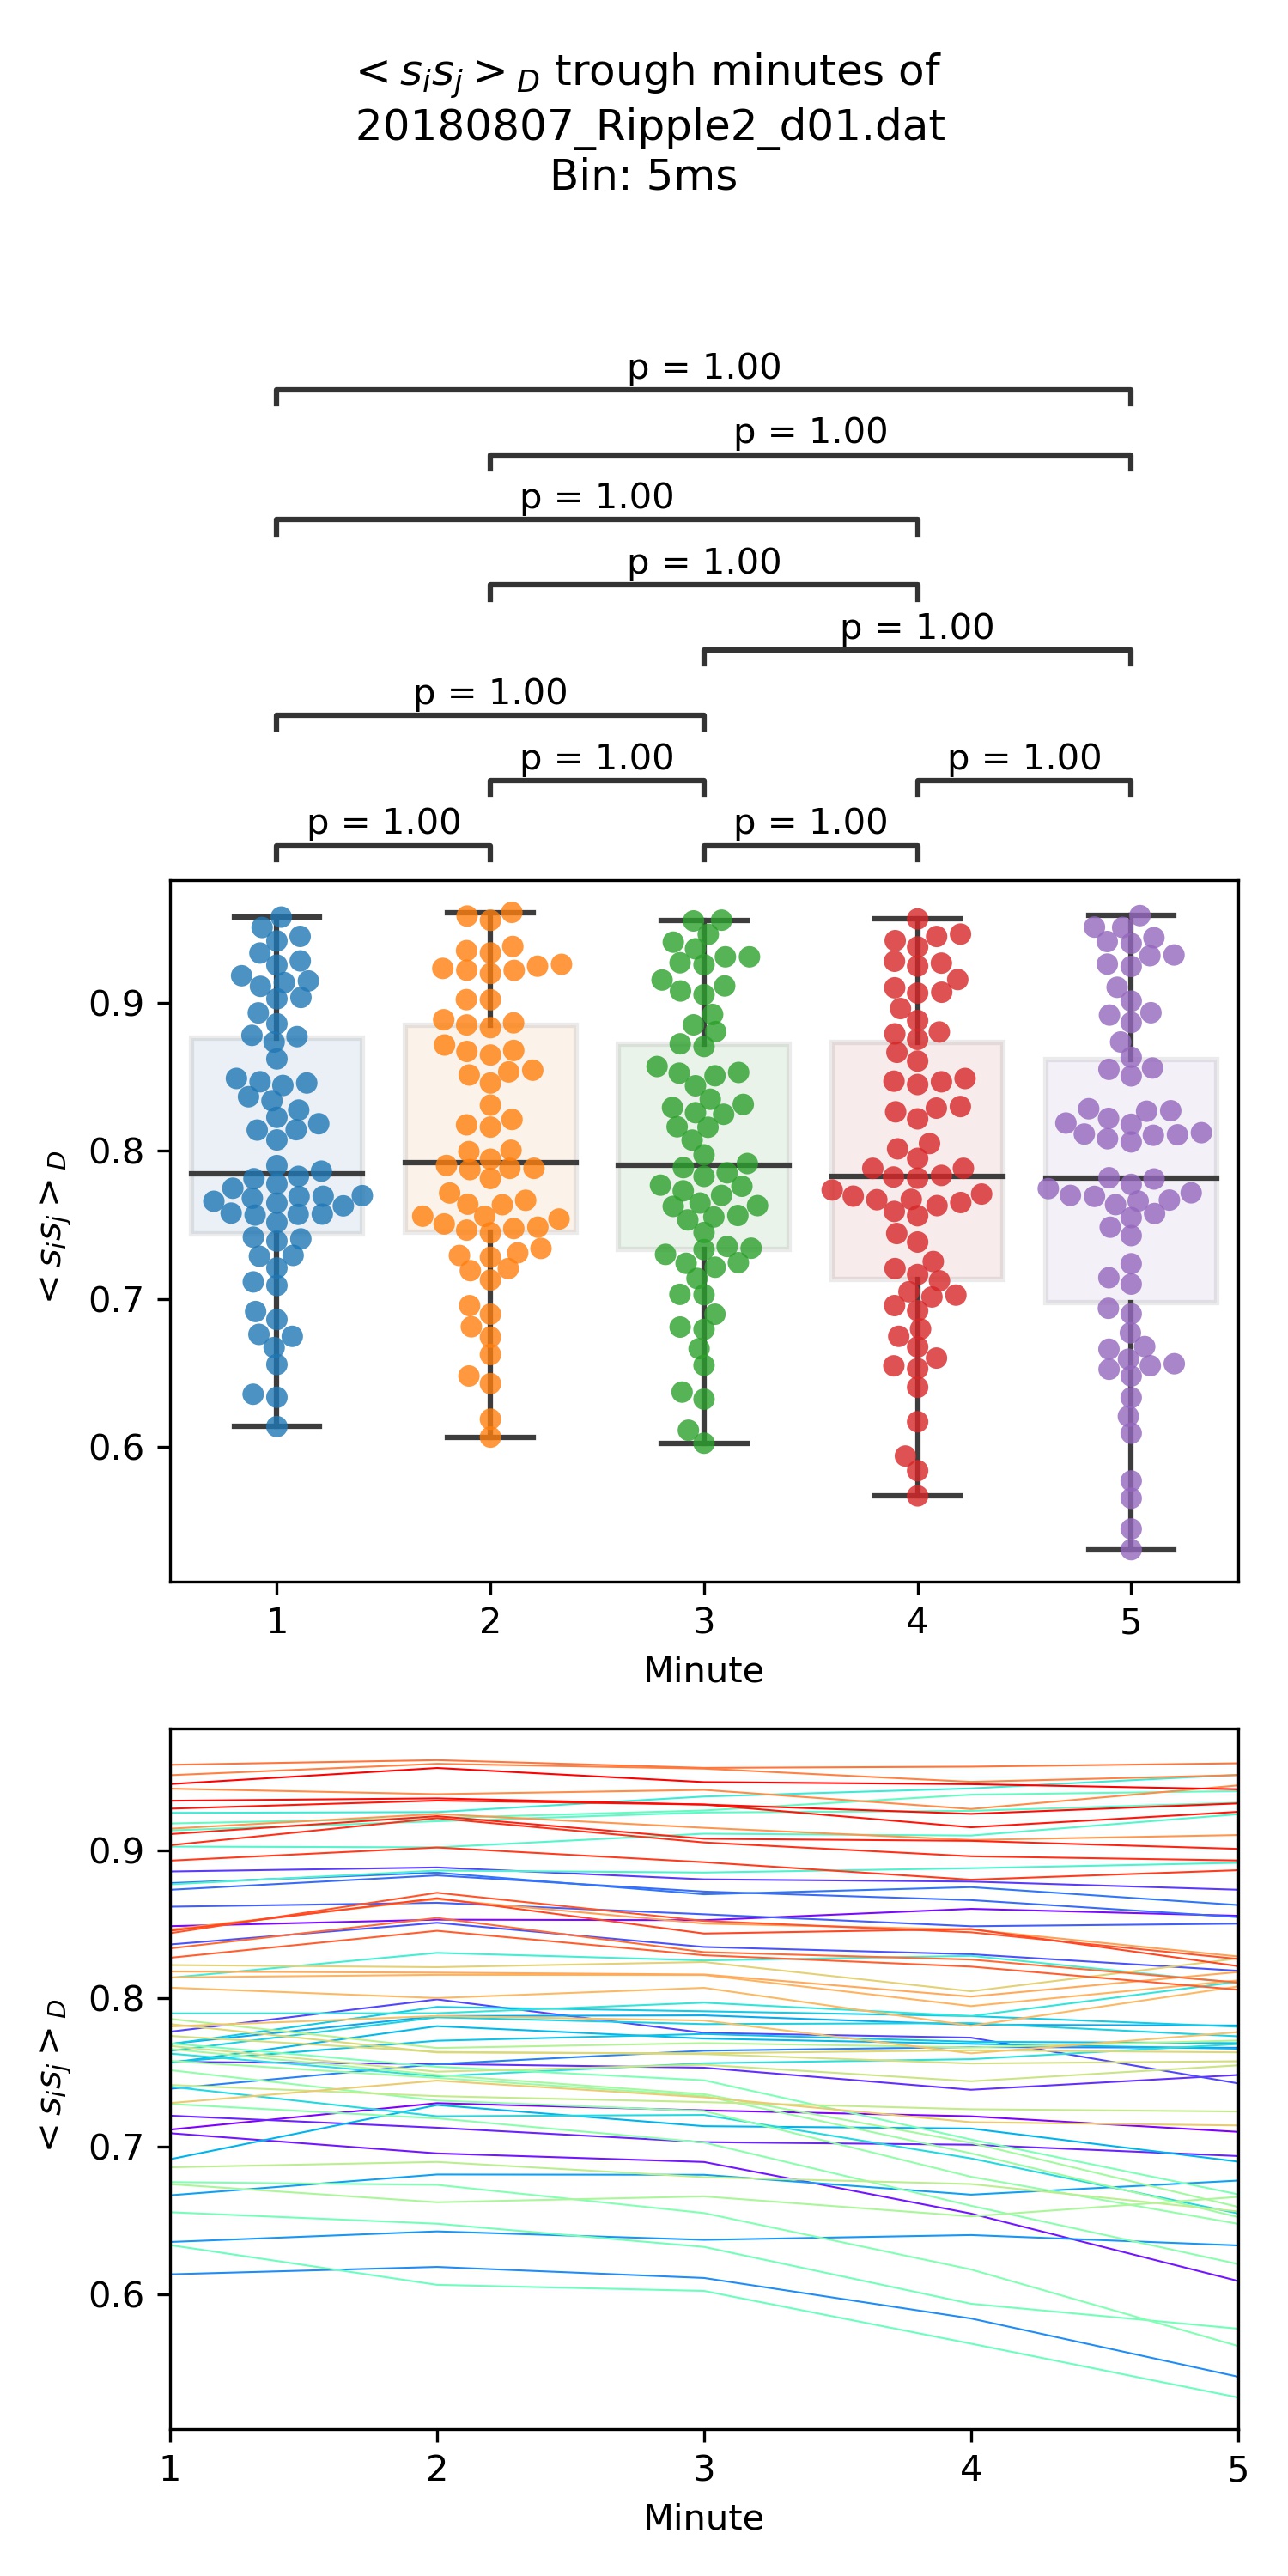 < sᵢsⱼ >_D trough minutes of
20180807_Ripple2_d01.dat
Bin: 5ms
p = 1.00
p = 1.00
p = 1.00
p = 1.00
p = 1.00
p = 1.00
p = 1.00 p = 1.00
p = 1.00 p = 1.00
< sᵢsⱼ >_D
0.9
0.8
0.7
0.6
1 2 3 4 5
Minute
< sᵢsⱼ >_D
0.9
0.8
0.7
0.6
1 2 3 4 5
Minute